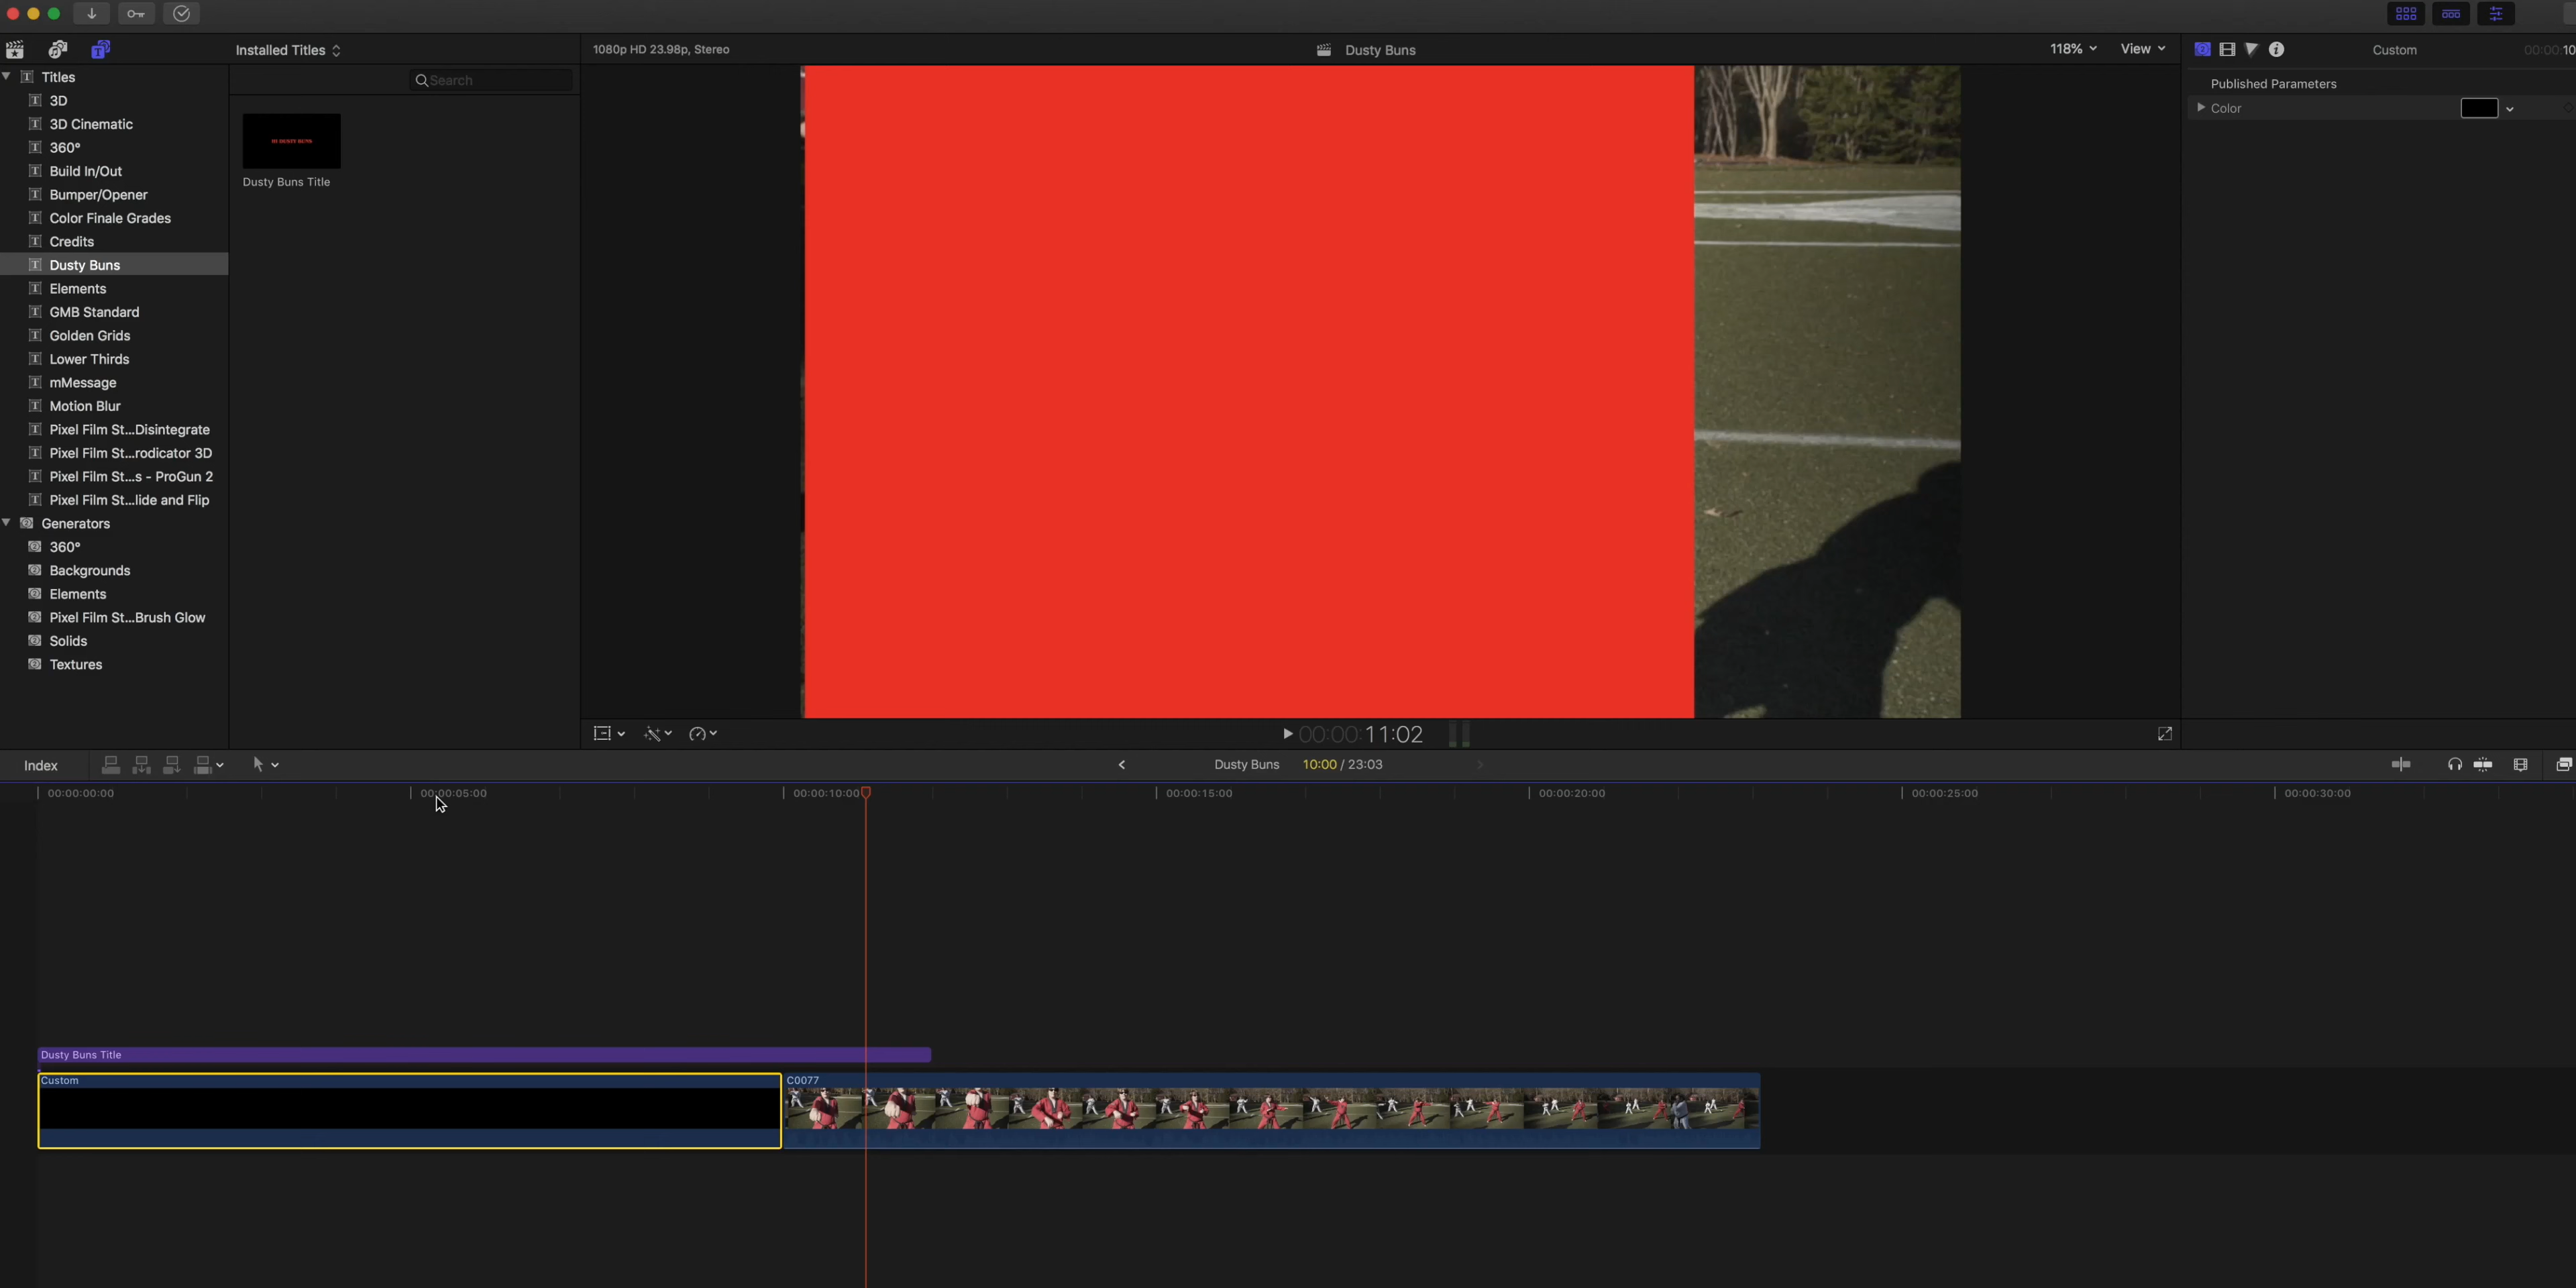 Installed Titles
1080p HD 23.98p, Stereo
Dusty Buns
118%
View
Custom
00:00:10
Titles
3D
3D Cinematic
360°
Build In/Out
Bumper/Opener
Color Finale Grades
Credits
Dusty Buns
Elements
GMB Standard
Golden Grids
Lower Thirds
mMessage
Motion Blur
Pixel Film St...Disintegrate
Pixel Film St...rodicator 3D
Pixel Film St...s - ProGun 2
Pixel Film St...lide and Flip
Generators
360°
Backgrounds
Elements
Pixel Film St...Brush Glow
Solids
Textures
Search
HI DUSTY BUNS
Dusty Buns Title
Published Parameters
Color
00:00:11:02
Index
Dusty Buns
10:00 / 23:03
00:00:00:00
00:00:05:00
00:00:10:00
00:00:15:00
00:00:20:00
00:00:25:00
00:00:30:00
Dusty Buns Title
Custom
C0077